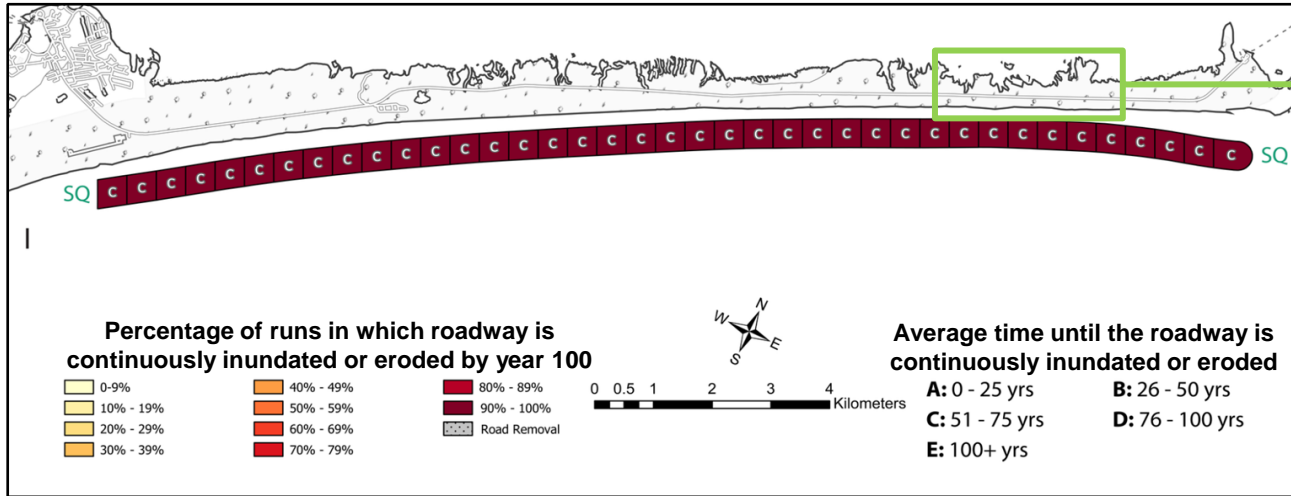 SQ C C C C C C C C C C C C C C C C C C C C C C C C C C C C C C C C C C C C C C C SQ
Percentage of runs in which roadway is
continuously inundated or eroded by year 100
0-9%
10% - 19%
20% - 29%
30% - 39%
40% - 49%
50% - 59%
60% - 69%
70% - 79%
80% - 89%
90% - 100%
Road Removal
N
W
E
S
0 0.5 1 2 3 4
Kilometers
Average time until the roadway is
continuously inundated or eroded
A: 0 - 25 yrs B: 26 - 50 yrs
C: 51 - 75 yrs D: 76 - 100 yrs
E: 100+ yrs